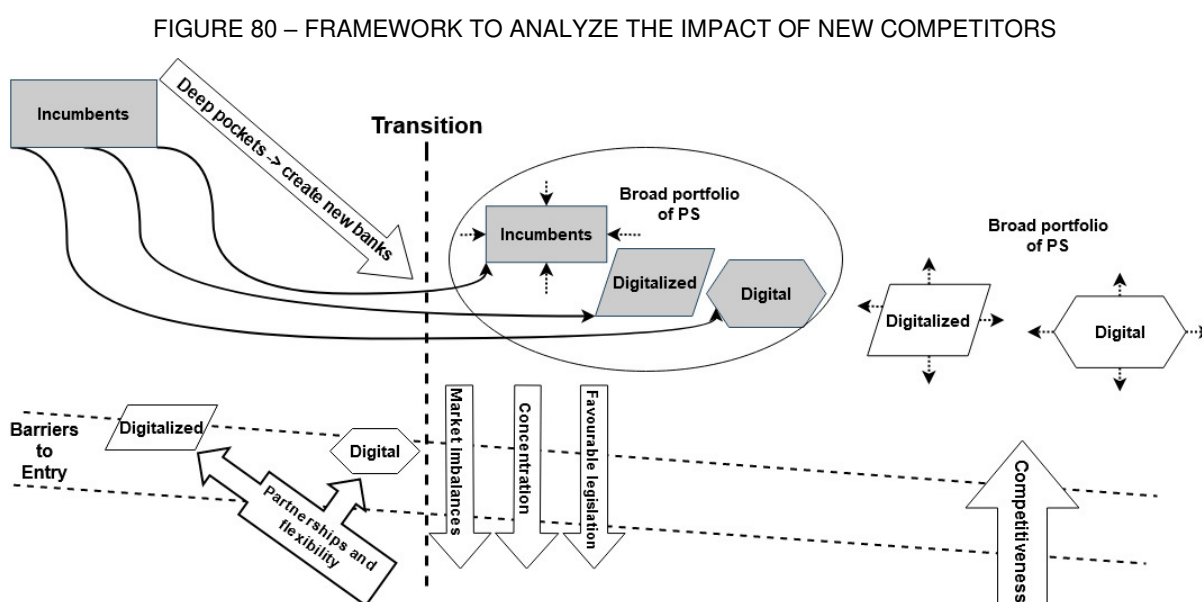 FIGURE 80 – FRAMEWORK TO ANALYZE THE IMPACT OF NEW COMPETITORS
Incumbents
Deep pockets -> create new banks
Transition
Broad portfolio
of PS
Incumbents
Digitalized
Digital
Broad portfolio
of PS
Digitalized
Digital
Barriers
to
Entry
Digitalized
Digital
Partnerships and
flexibility
Market imbalances
Concentration
Favourable legislation
Competitiveness